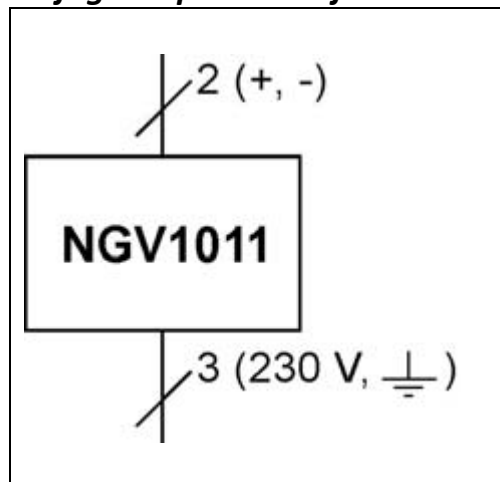 2 (+, -)
NGV1011
3 (230 V, ⏚)